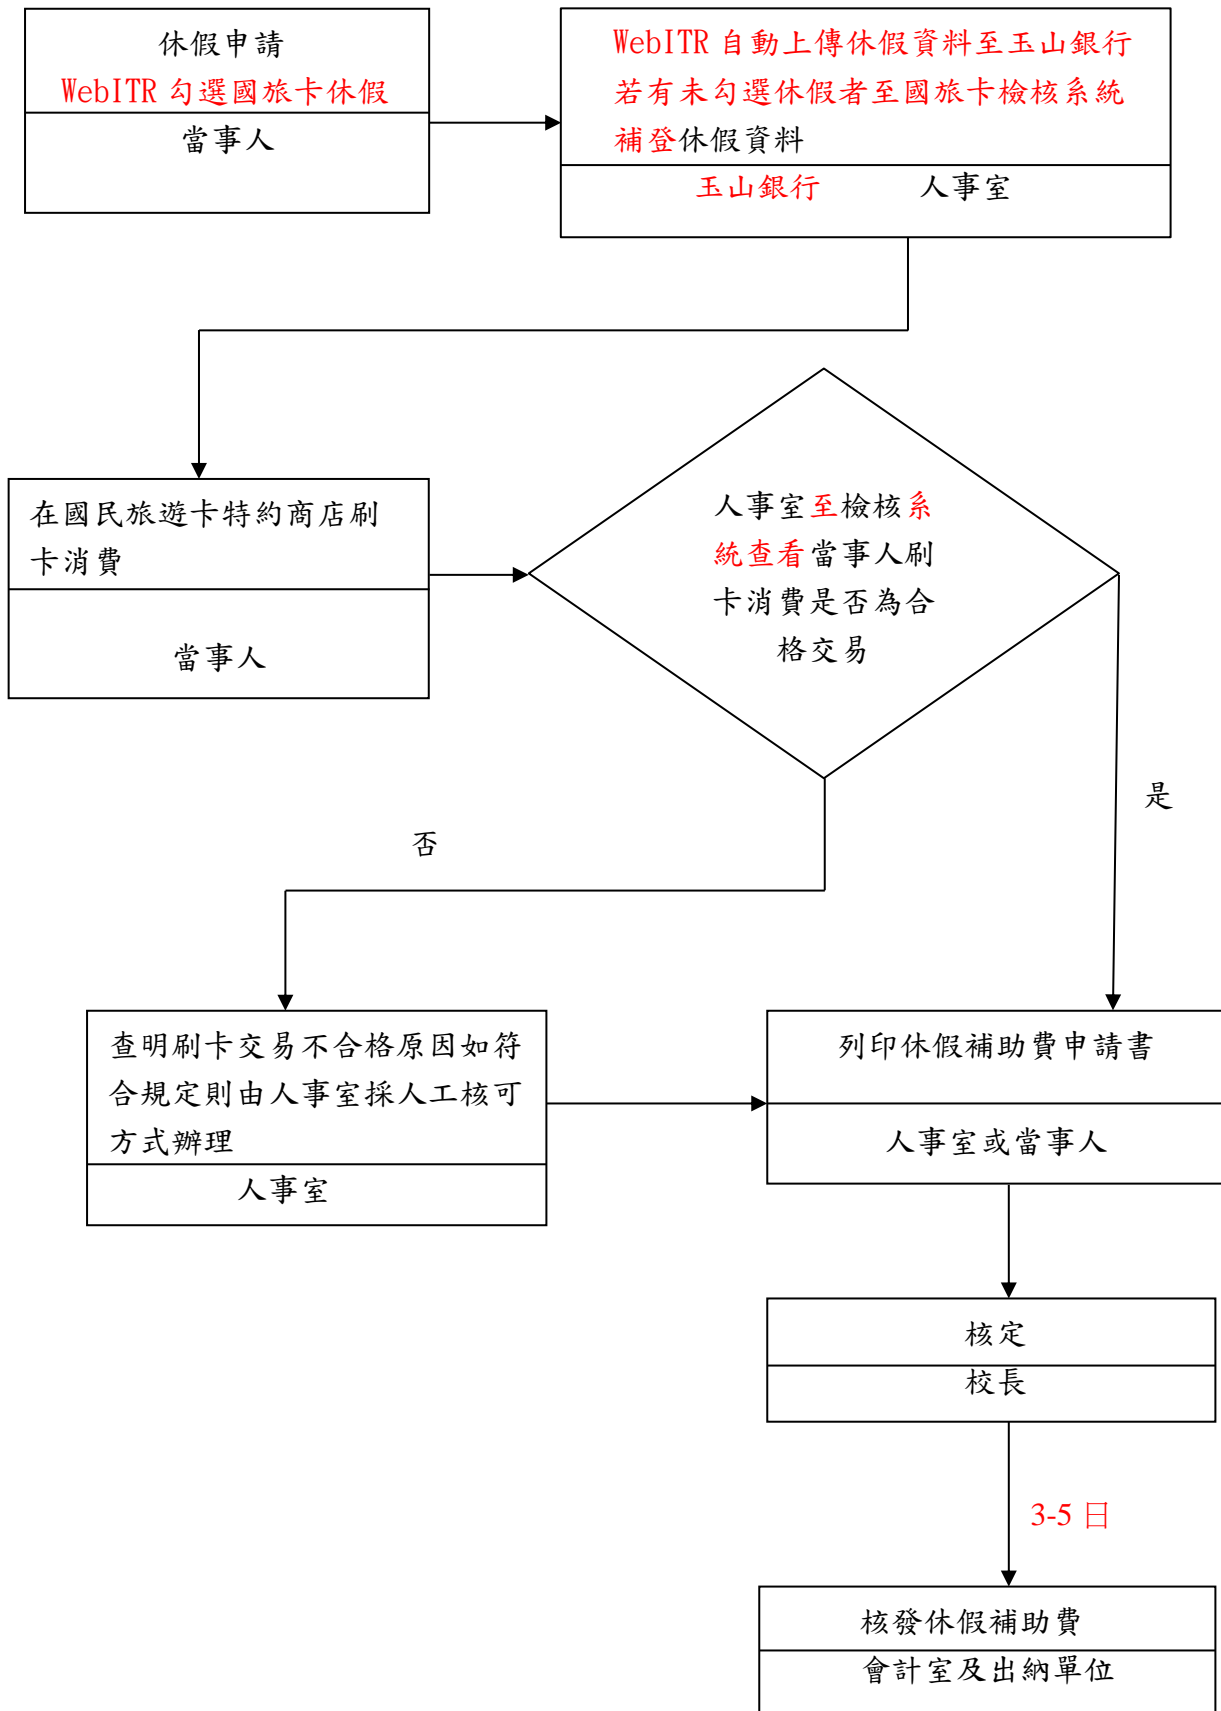 休假申請
WebITR 勾選國旅卡休假
當事人
WebITR 自動上傳休假資料至玉山銀行
若有未勾選休假者至國旅卡檢核系統
補登休假資料
玉山銀行 人事室
在國民旅遊卡特約商店刷
卡消費
當事人
人事室至檢核系
統查看當事人刷
卡消費是否為合
格交易
是
否
查明刷卡交易不合格原因如符
合規定則由人事室採人工核可
方式辦理
人事室
列印休假補助費申請書
人事室或當事人
核定
校長
3-5 日
核發休假補助費
會計室及出納單位